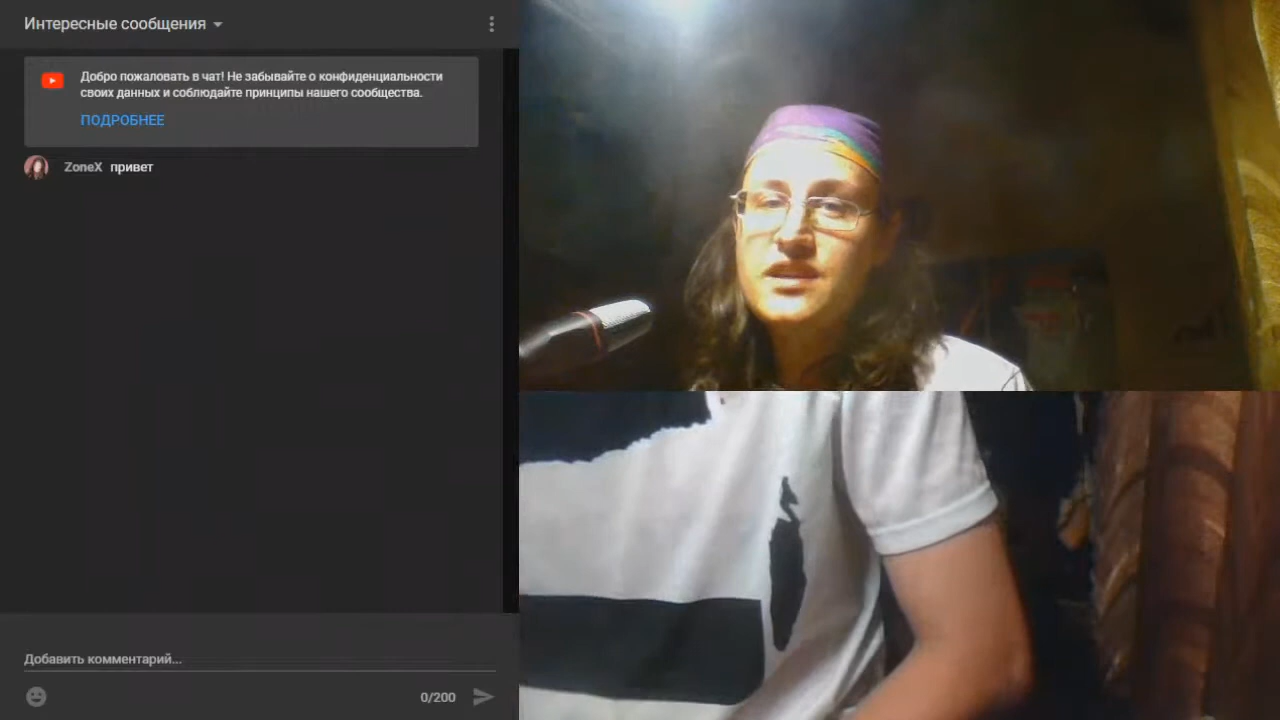 Интересные сообщения
Добро пожаловать в чат! Не забывайте о конфиденциальности
своих данных и соблюдайте принципы нашего сообщества.
ПОДРОБНЕЕ
ZoneX привет
Добавить комментарий...
0/200